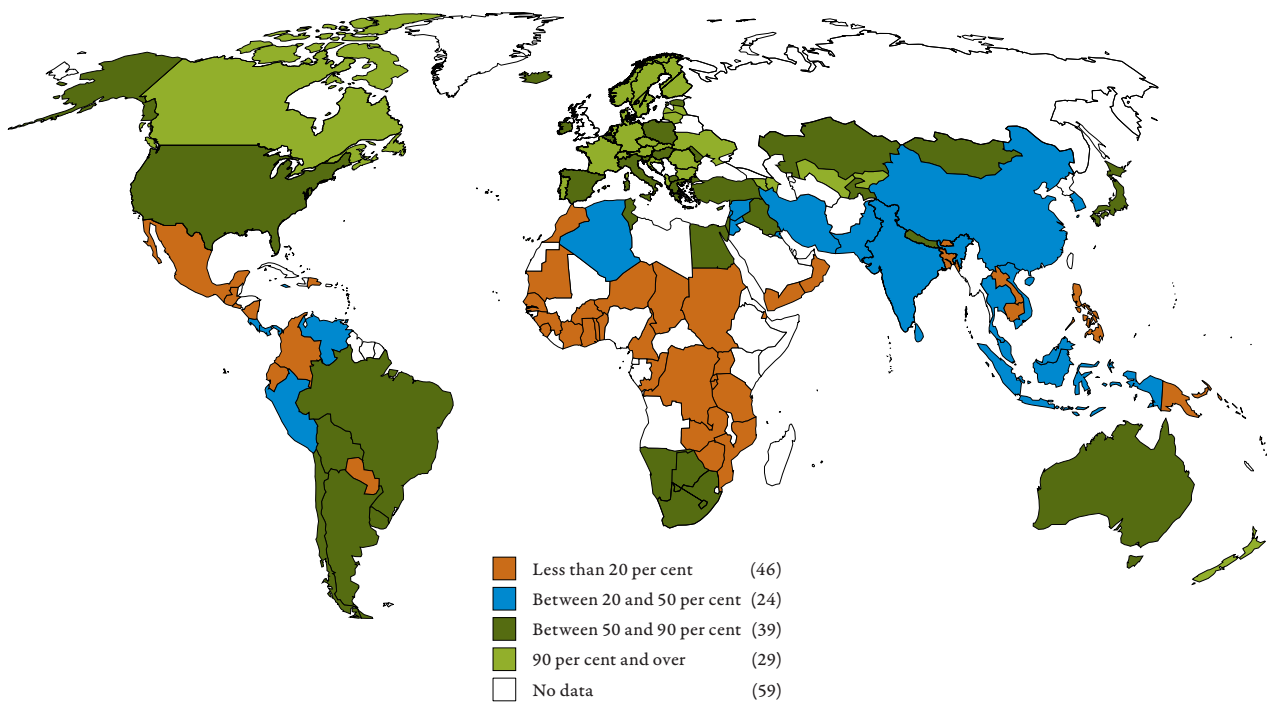 Less than 20 per cent (46)
Between 20 and 50 per cent (24)
Between 50 and 90 per cent (39)
90 per cent and over (29)
No data (59)